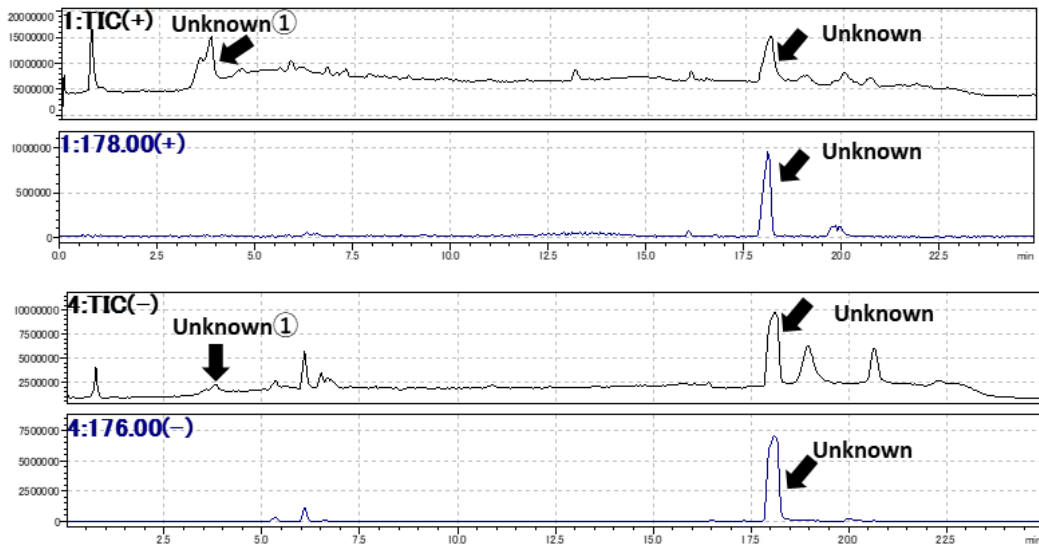 1:TIC(+)
Unknown①
Unknown
20000000
15000000
10000000
5000000
0
1:178.00(+)
Unknown
1000000
500000
0
0.0 2.5 5.0 7.5 10.0 12.5 15.0 17.5 20.0 22.5 min
4:TIC(−)
Unknown①
Unknown
10000000
7500000
5000000
2500000
0
4:176.00(−)
Unknown
7500000
5000000
2500000
0
2.5 5.0 7.5 10.0 12.5 15.0 17.5 20.0 22.5 min